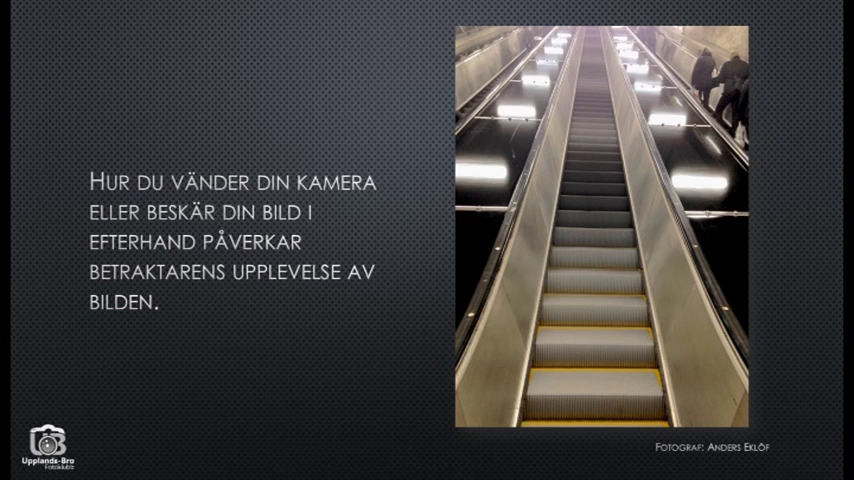 HUR DU VÄNDER DIN KAMERA
ELLER BESKÄR DIN BILD I
EFTERHAND PÅVERKAR
BETRAKTARENS UPPLEVELSE AV
BILDEN.
FOTOGRAF: ANDERS EKLÖF
UB
Upplands-Bro
Fotoklubb